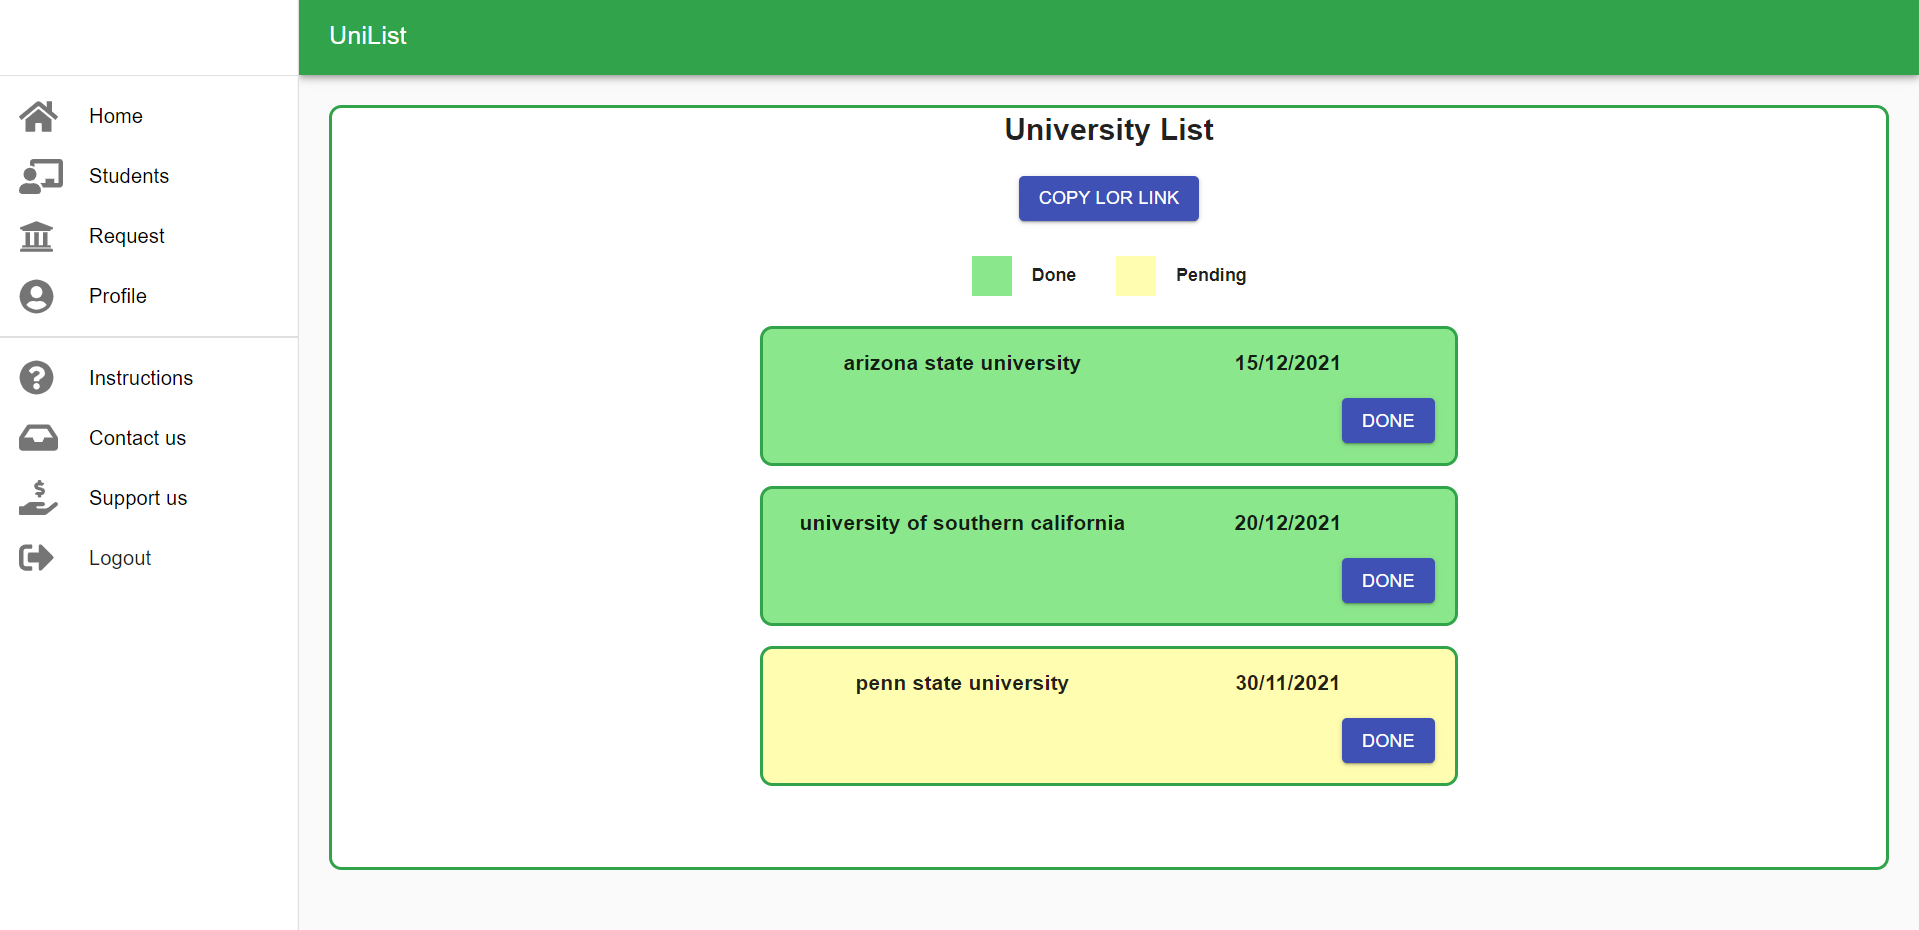 UniList
Home
Students
Request
Profile
Instructions
Contact us
Support us
Logout
University List
COPY LOR LINK
Done Pending
arizona state university 15/12/2021
DONE
university of southern california 20/12/2021
DONE
penn state university 30/11/2021
DONE